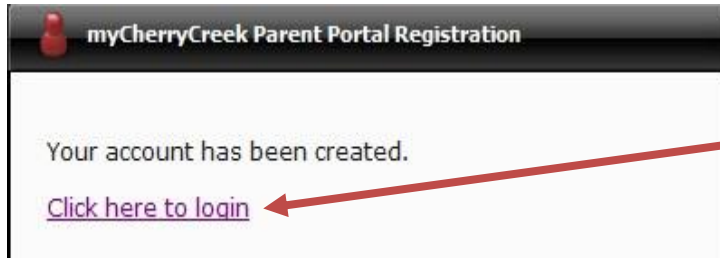 myCherryCreek Parent Portal Registration
Your account has been created.
Click here to login